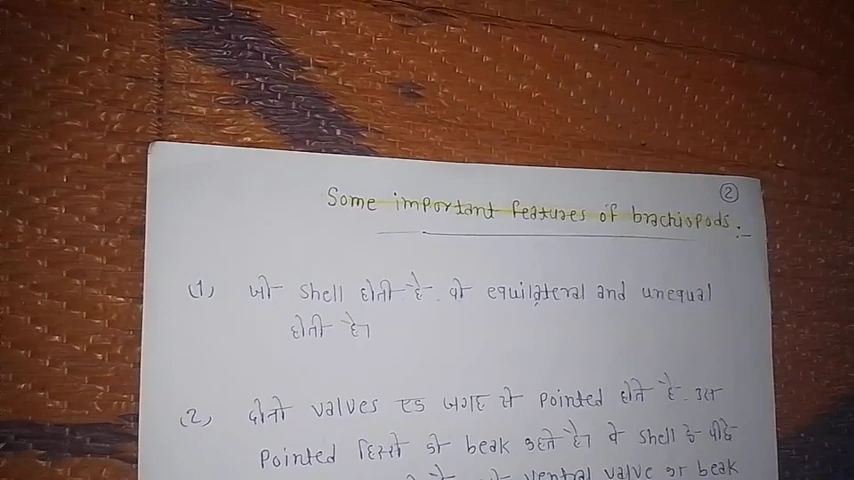 2
Some important features of brachiopods :-
(1) जो shell होती है. वो equilateral and unequal
होती है।
(2) दोनो valves एक जगह से pointed होते है. उस
pointed हिस्से को beak कहते है। ये shell के पीछे
ventral valve का beak